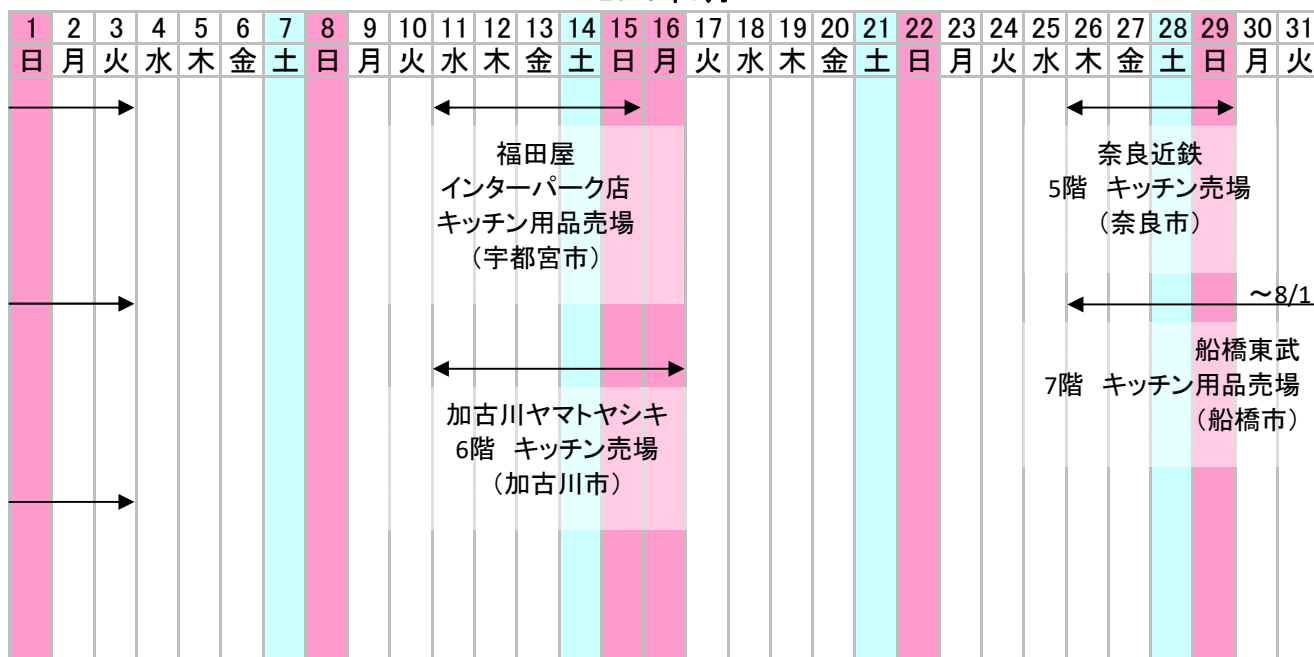 1 2 3 4 5 6 7 8 9 10 11 12 13 14 15 16 17 18 19 20 21 22 23 24 25 26 27 28 29 30 31
日 月 火 水 木 金 土 日 月 火 水 木 金 土 日 月 火 水 木 金 土 日 月 火 水 木 金 土 日 月 火
福田屋
インターパーク店
キッチン用品売場
（宇都宮市）
奈良近鉄
5階　キッチン売場
（奈良市）
～8/1
船橋東武
7階　キッチン用品売場
（船橋市）
加古川ヤマトヤシキ
6階　キッチン売場
（加古川市）